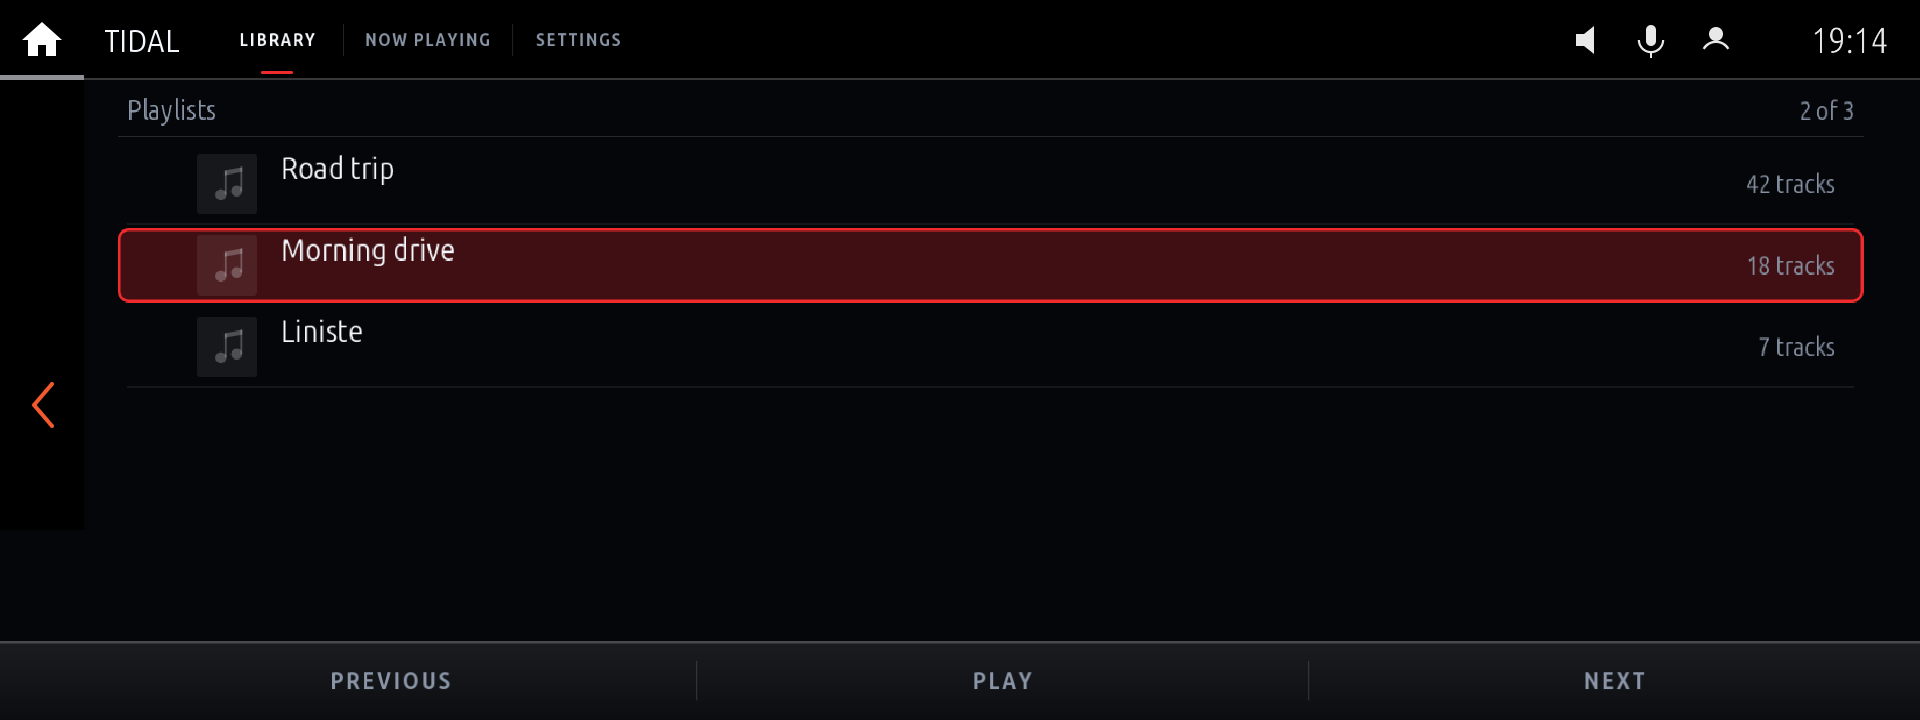 TIDAL LIBRARY NOW PLAYING SETTINGS 19:14
Playlists 2 of 3
Road trip 42 tracks
Morning drive 18 tracks
Liniste 7 tracks
PREVIOUS PLAY NEXT